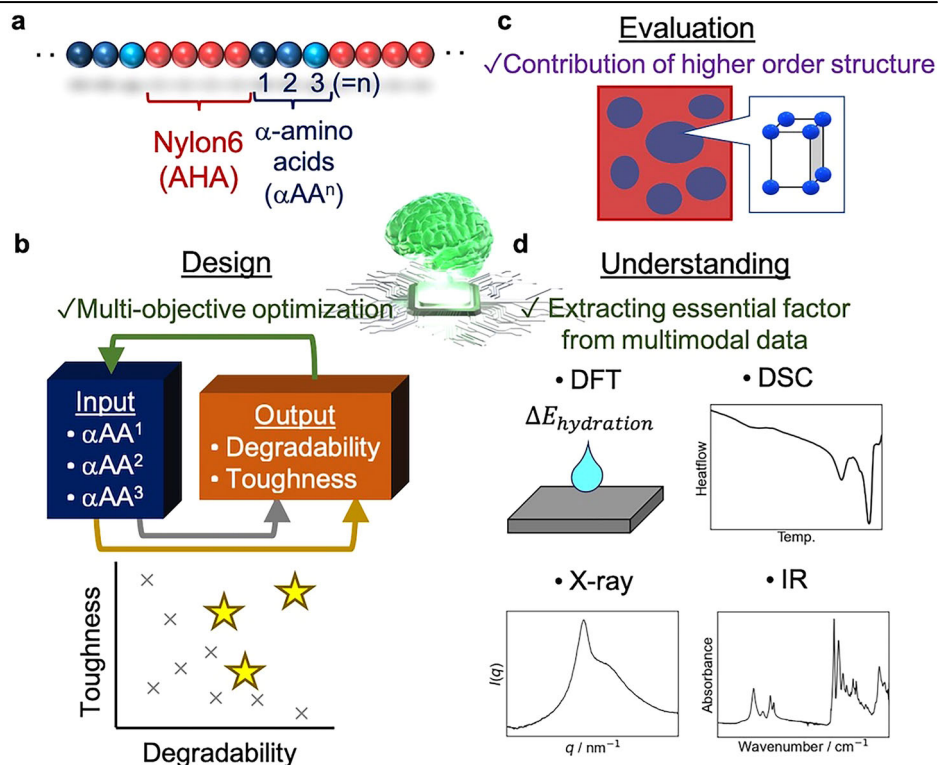 a
·· ··
1 2 3 (=n)
Nylon6
(AHA)
α-amino
acids
(αAAⁿ)
b
Design
✓Multi-objective optimization
Input
• αAA¹
• αAA²
• αAA³
Output
• Degradability
• Toughness
Toughness
Degradability
c
Evaluation
✓Contribution of higher order structure
d
Understanding
✓ Extracting essential factor
from multimodal data
• DFT
ΔE_hydration
• DSC
Heatflow
Temp.
• X-ray
I(q)
q / nm⁻¹
• IR
Absorbance
Wavenumber / cm⁻¹